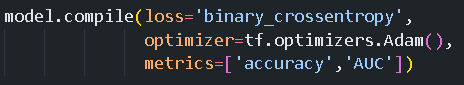 model.compile(loss='binary_crossentropy',
              optimizer=tf.optimizers.Adam(),
              metrics=['accuracy','AUC'])